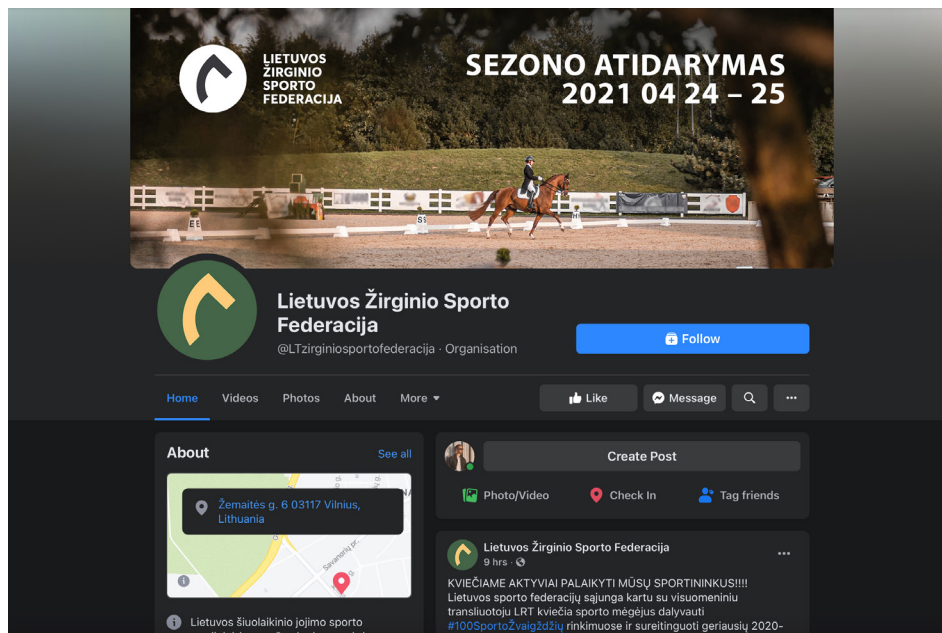 LIETUVOS
ŽIRGINIO
SPORTO
FEDERACIJA
SEZONO ATIDARYMAS
2021 04 24 – 25
Lietuvos Žirginio Sporto
Federacija
@LTzirginiosportofederacija · Organisation
Follow
Home Videos Photos About More
Like Message
About See all
Žemaitės g. 6 03117 Vilnius,
Lithuania
Savanorių pr.
Lietuvos šiuolaikinio jojimo sporto
Create Post
Photo/Video Check In Tag friends
Lietuvos Žirginio Sporto Federacija
9 hrs ·
KVIEČIAME AKTYVIAI PALAIKYTI MŪSŲ SPORTININKUS!!!!
Lietuvos sporto federacijų sąjunga kartu su visuomeniniu
transliuotoju LRT kviečia sporto mėgėjus dalyvauti
#100SportoŽvaigždžių rinkimuose ir sureitinguoti geriausių 2020-